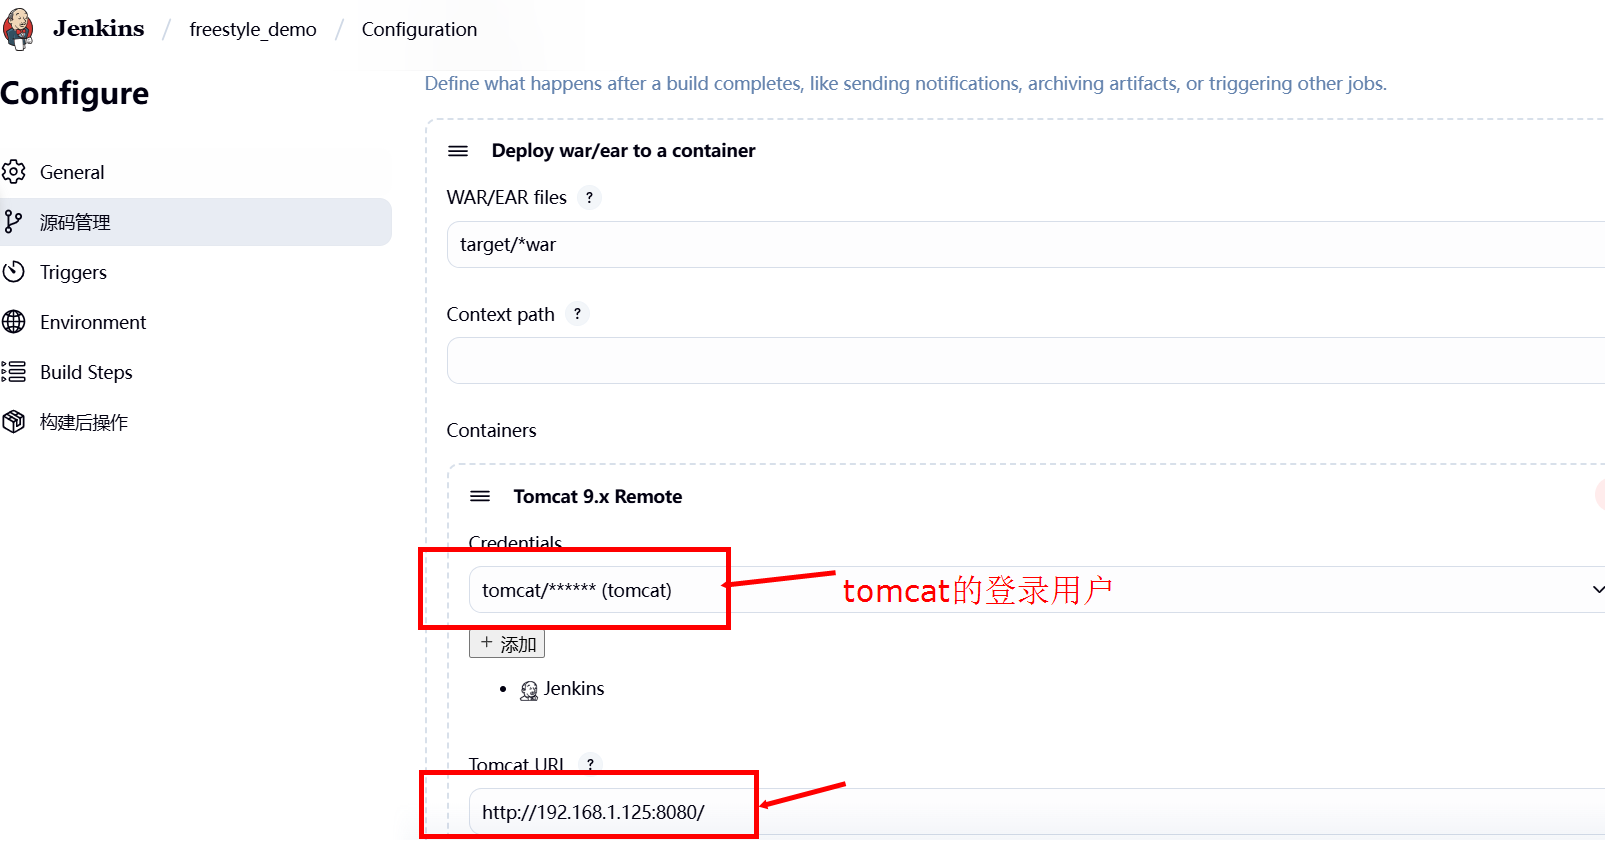 Jenkins / freestyle_demo / Configuration
Configure
General
源码管理
Triggers
Environment
Build Steps
构建后操作
Define what happens after a build completes, like sending notifications, archiving artifacts, or triggering other jobs.
Deploy war/ear to a container
WAR/EAR files ?
target/*war
Context path ?
Containers
Tomcat 9.x Remote
Credentials
tomcat/****** (tomcat)
tomcat的登录用户
+ 添加
• Jenkins
Tomcat URL ?
http://192.168.1.125:8080/